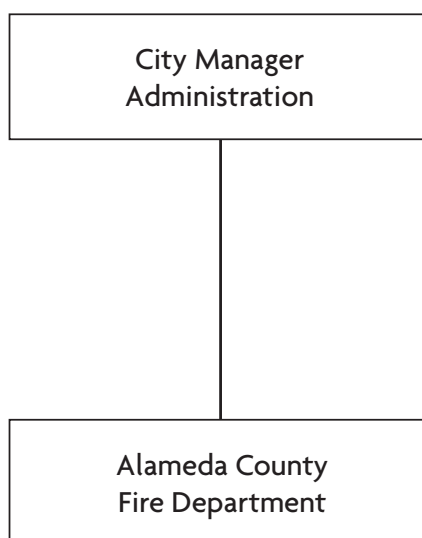 City Manager
Administration
Alameda County
Fire Department